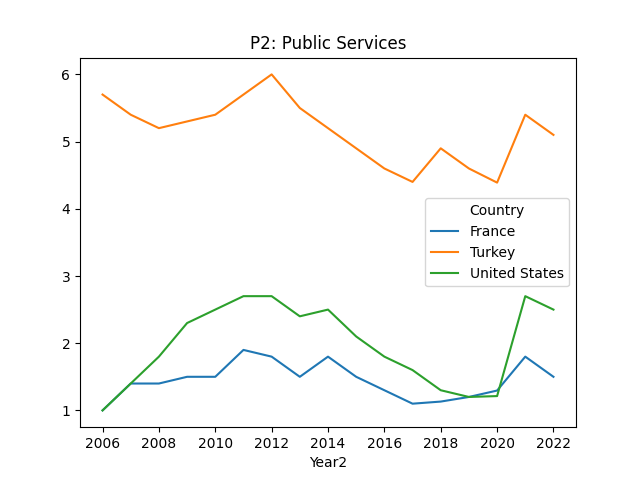 P2: Public Services
6
5
4
3
2
1
Country
France
Turkey
United States
2006 2008 2010 2012 2014 2016 2018 2020 2022
Year2